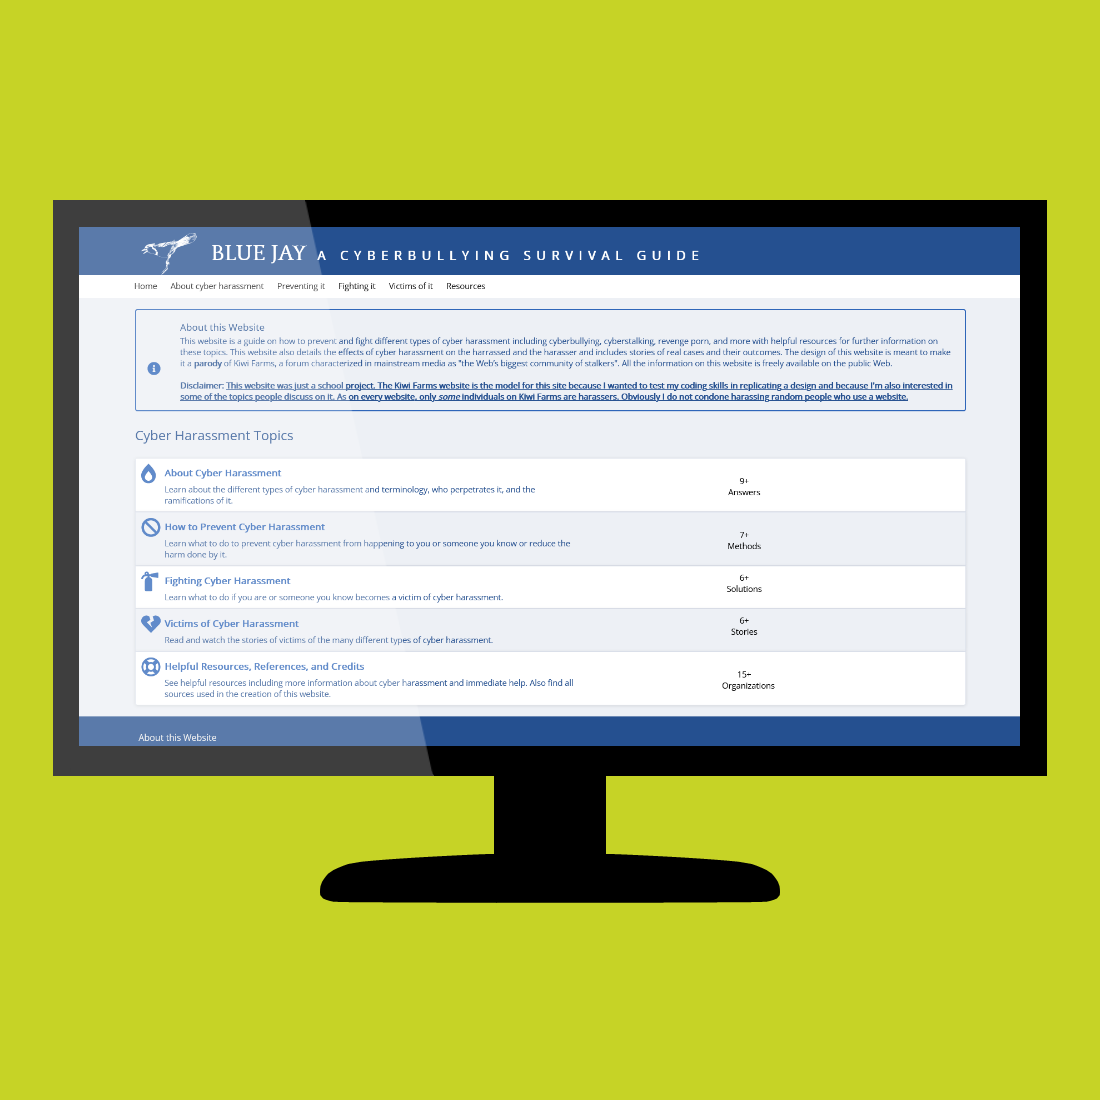 BLUE JAY A CYBERBULLYING SURVIVAL GUIDE
Home About cyber harassment Preventing it Fighting it Victims of it Resources
About this Website
This website is a guide on how to prevent and fight different types of cyber harassment including cyberbullying, cyberstalking, revenge porn, and more with helpful resources for further information on
these topics. This website also details the effects of cyber harassment on the harrassed and the harasser and includes stories of real cases and their outcomes. The design of this website is meant to make
it a parody of Kiwi Farms, a forum characterized in mainstream media as "the Web's biggest community of stalkers". All the information on this website is freely available on the public Web.
Disclaimer: This website was just a school project. The Kiwi Farms website is the model for this site because I wanted to test my coding skills in replicating a design and because I'm also interested in
some of the topics people discuss on it. As on every website, only some individuals on Kiwi Farms are harassers. Obviously I do not condone harassing random people who use a website.
Cyber Harassment Topics
About Cyber Harassment
Learn about the different types of cyber harassment and terminology, who perpetrates it, and the
ramifications of it.
9+
Answers
How to Prevent Cyber Harassment
Learn what to do to prevent cyber harassment from happening to you or someone you know or reduce the
harm done by it.
7+
Methods
Fighting Cyber Harassment
Learn what to do if you are or someone you know becomes a victim of cyber harassment.
6+
Solutions
Victims of Cyber Harassment
Read and watch the stories of victims of the many different types of cyber harassment.
6+
Stories
Helpful Resources, References, and Credits
See helpful resources including more information about cyber harassment and immediate help. Also find all
sources used in the creation of this website.
15+
Organizations
About this Website